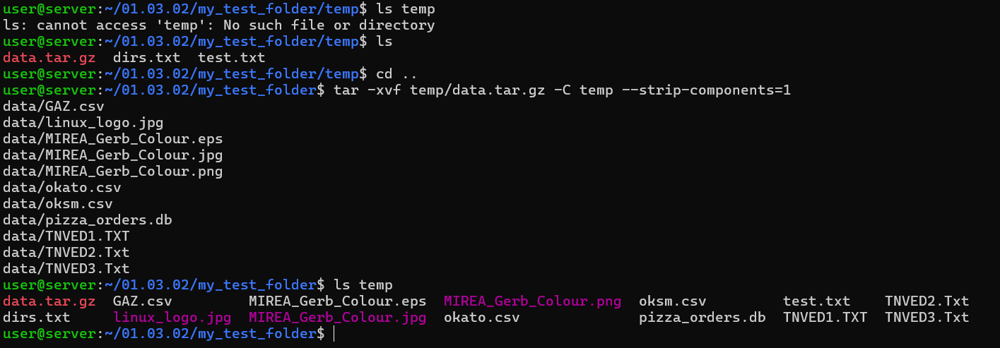 user@server:~/01.03.02/my_test_folder/temp$ ls temp
ls: cannot access 'temp': No such file or directory
user@server:~/01.03.02/my_test_folder/temp$ ls
data.tar.gz  dirs.txt  test.txt
user@server:~/01.03.02/my_test_folder/temp$ cd ..
user@server:~/01.03.02/my_test_folder$ tar -xvf temp/data.tar.gz -C temp --strip-components=1
data/GAZ.csv
data/linux_logo.jpg
data/MIREA_Gerb_Colour.eps
data/MIREA_Gerb_Colour.jpg
data/MIREA_Gerb_Colour.png
data/okato.csv
data/oksm.csv
data/pizza_orders.db
data/TNVED1.TXT
data/TNVED2.Txt
data/TNVED3.Txt
user@server:~/01.03.02/my_test_folder$ ls temp
data.tar.gz  GAZ.csv         MIREA_Gerb_Colour.eps  MIREA_Gerb_Colour.png  oksm.csv         test.txt    TNVED2.Txt
dirs.txt     linux_logo.jpg  MIREA_Gerb_Colour.jpg  okato.csv              pizza_orders.db  TNVED1.TXT  TNVED3.Txt
user@server:~/01.03.02/my_test_folder$